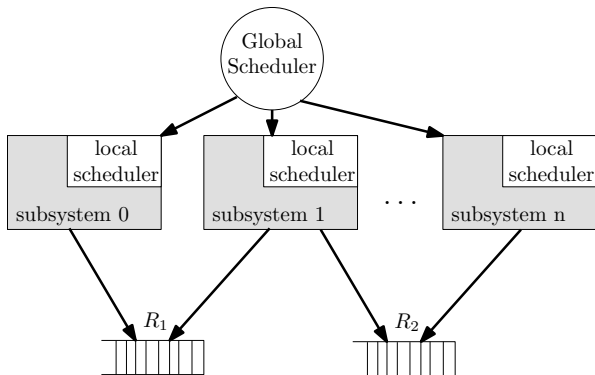 Global
Scheduler
local
scheduler
subsystem 0
local
scheduler
subsystem 1
. . .
local
scheduler
subsystem n
R₁
R₂